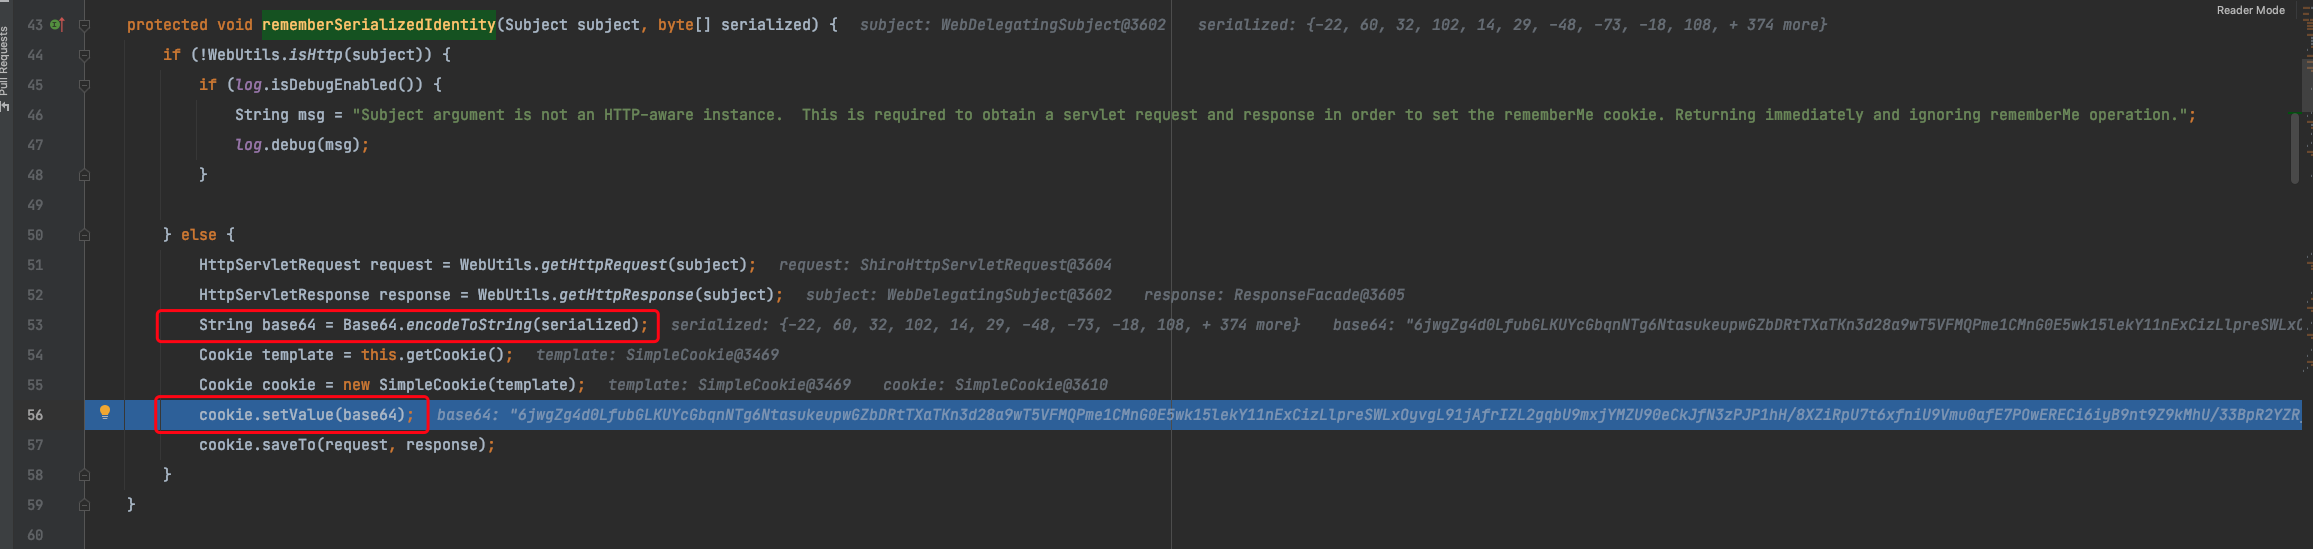 Reader Mode
Pull Requests
43 protected void rememberSerializedIdentity(Subject subject, byte[] serialized) { subject: WebDelegatingSubject@3602 serialized: {-22, 60, 32, 102, 14, 29, -48, -73, -18, 108, + 374 more}
44 if (!WebUtils.isHttp(subject)) {
45 if (log.isDebugEnabled()) {
46 String msg = "Subject argument is not an HTTP-aware instance.  This is required to obtain a servlet request and response in order to set the rememberMe cookie. Returning immediately and ignoring rememberMe operation.";
47 log.debug(msg);
48 }
49
50 } else {
51 HttpServletRequest request = WebUtils.getHttpRequest(subject); request: ShiroHttpServletRequest@3604
52 HttpServletResponse response = WebUtils.getHttpResponse(subject); subject: WebDelegatingSubject@3602 response: ResponseFacade@3605
53 String base64 = Base64.encodeToString(serialized); serialized: {-22, 60, 32, 102, 14, 29, -48, -73, -18, 108, + 374 more} base64:
54 Cookie template = this.getCookie(); template: SimpleCookie@3469
55 Cookie cookie = new SimpleCookie(template); template: SimpleCookie@3469 cookie: SimpleCookie@3610
56 cookie.setValue(base64); base64:
57 cookie.saveTo(request, response);
58 }
59 }
60